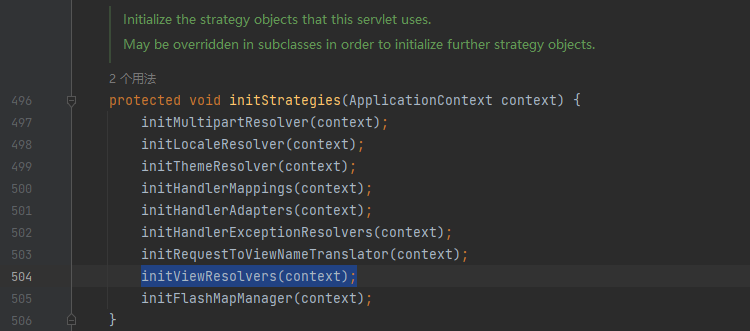 Initialize the strategy objects that this servlet uses.
May be overridden in subclasses in order to initialize further strategy objects.
2 个用法
496 protected void initStrategies(ApplicationContext context) {
497 initMultipartResolver(context);
498 initLocaleResolver(context);
499 initThemeResolver(context);
500 initHandlerMappings(context);
501 initHandlerAdapters(context);
502 initHandlerExceptionResolvers(context);
503 initRequestToViewNameTranslator(context);
504 initViewResolvers(context);
505 initFlashMapManager(context);
506 }